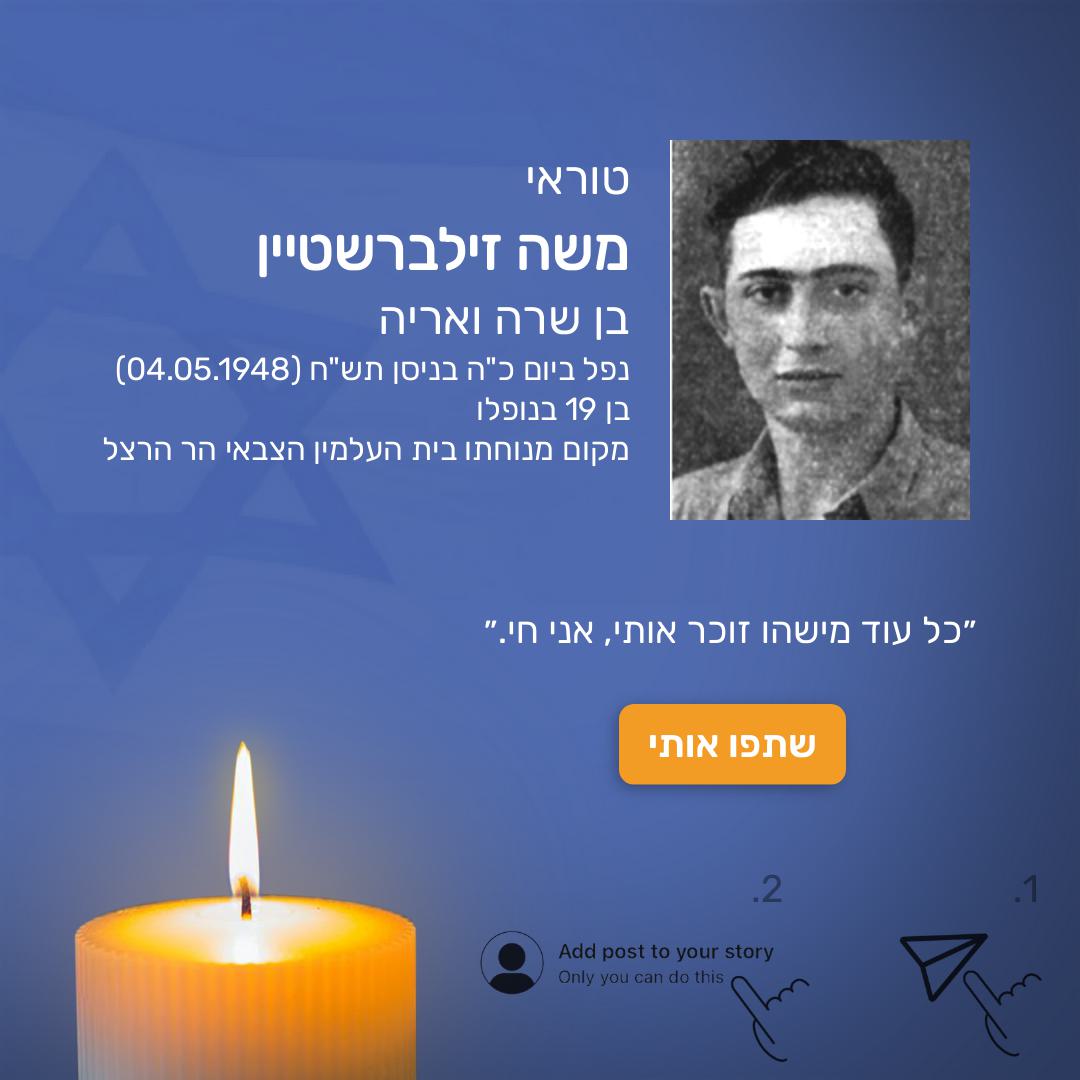 טוראי
משה זילברשטיין
בן שרה ואריה
נפל ביום כ"ה בניסן תש"ח (04.05.1948)
בן 19 בנופלו
מקום מנוחתו בית העלמין הצבאי הר הרצל
״כל עוד מישהו זוכר אותי, אני חי.״
שתפו אותי
1.
2.
Add post to your story
Only you can do this